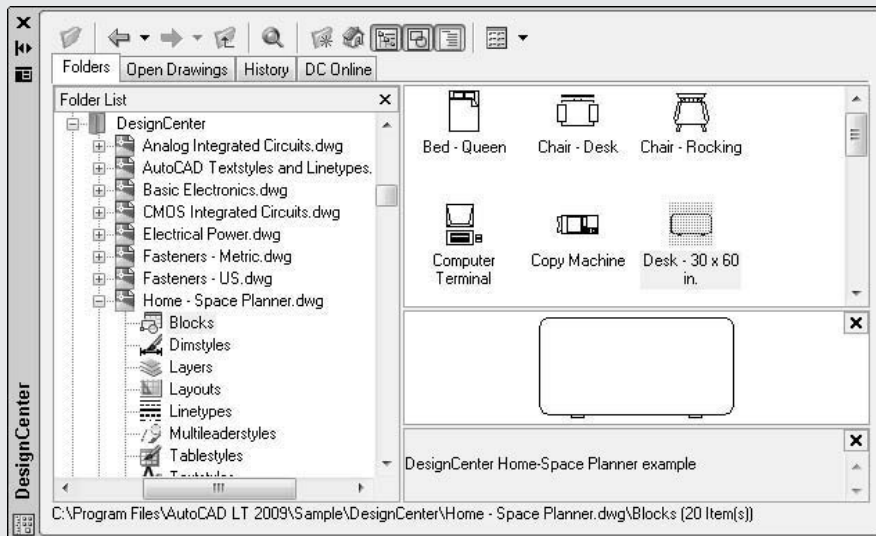 Folders
Open Drawings
History
DC Online
Folder List
DesignCenter
Analog Integrated Circuits.dwg
AutoCAD Textstyles and Linetypes.
Basic Electronics.dwg
CMOS Integrated Circuits.dwg
Electrical Power.dwg
Fasteners - Metric.dwg
Fasteners - US.dwg
Home - Space Planner.dwg
Blocks
Dimstyles
Layers
Layouts
Linetypes
Multileaderstyles
Tablestyles
Textstyles
Bed - Queen
Chair - Desk
Chair - Rocking
Computer
Terminal
Copy Machine
Desk - 30 x 60
in.
DesignCenter Home-Space Planner example
DesignCenter
C:\Program Files\AutoCAD LT 2009\Sample\DesignCenter\Home - Space Planner.dwg\Blocks (20 Item(s))